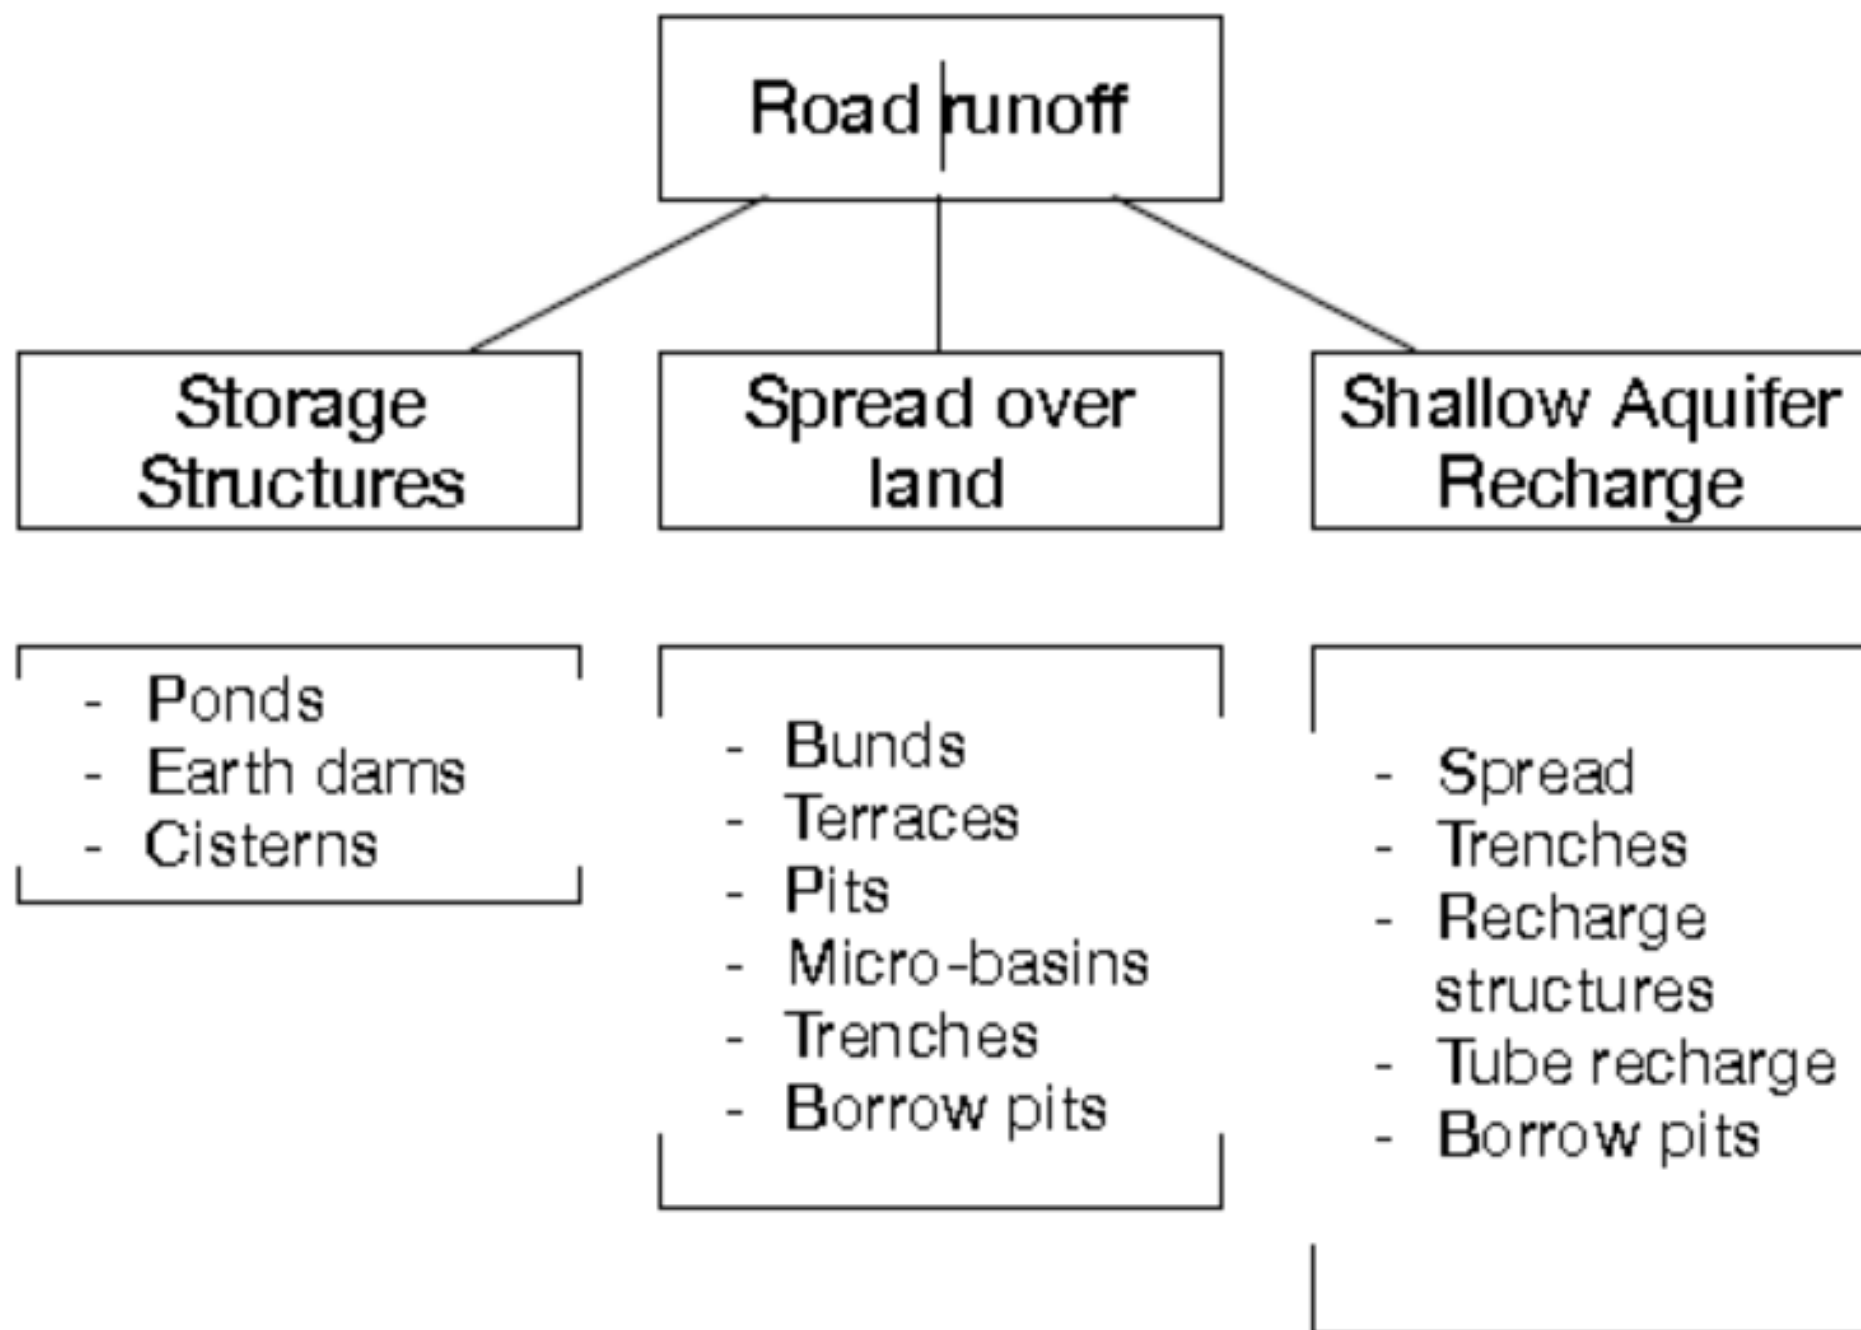 Road runoff
Storage
Structures
Spread over
land
Shallow Aquifer
Recharge
- Ponds
- Earth dams
- Cisterns
- Bunds
- Terraces
- Pits
- Micro-basins
- Trenches
- Borrow pits
- Spread
- Trenches
- Recharge
structures
- Tube recharge
- Borrow pits